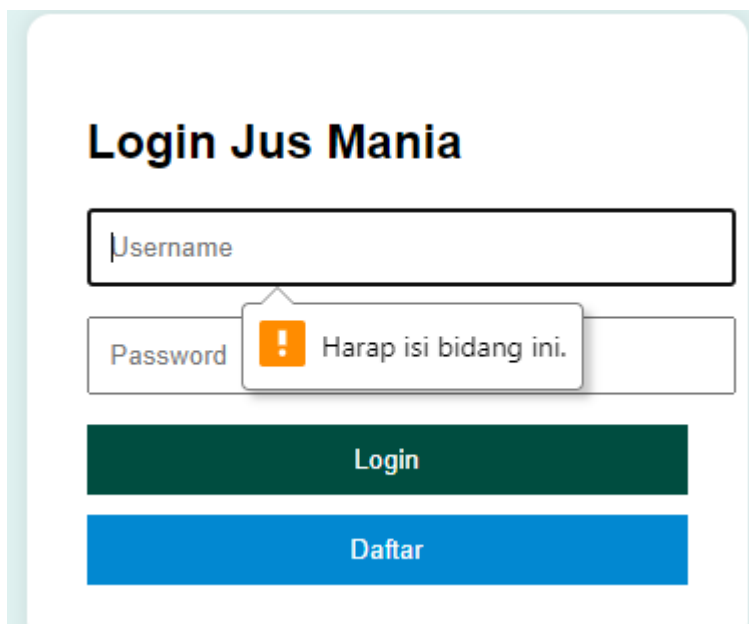 Login Jus Mania
Username
Password
Harap isi bidang ini.
Login
Daftar